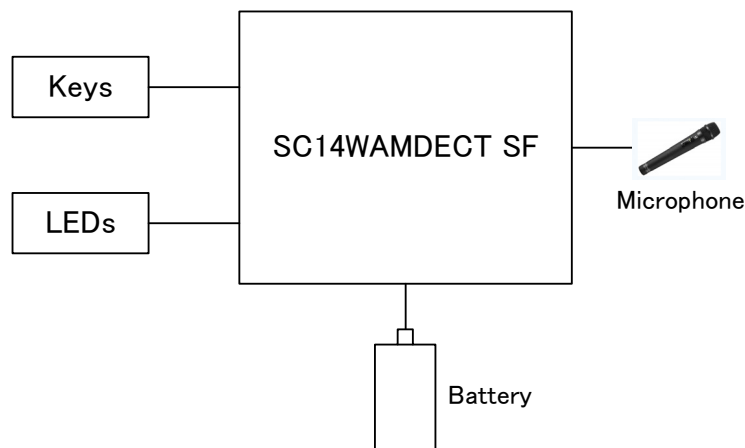 Keys
SC14WAMDECT SF
LEDs
Microphone
Battery